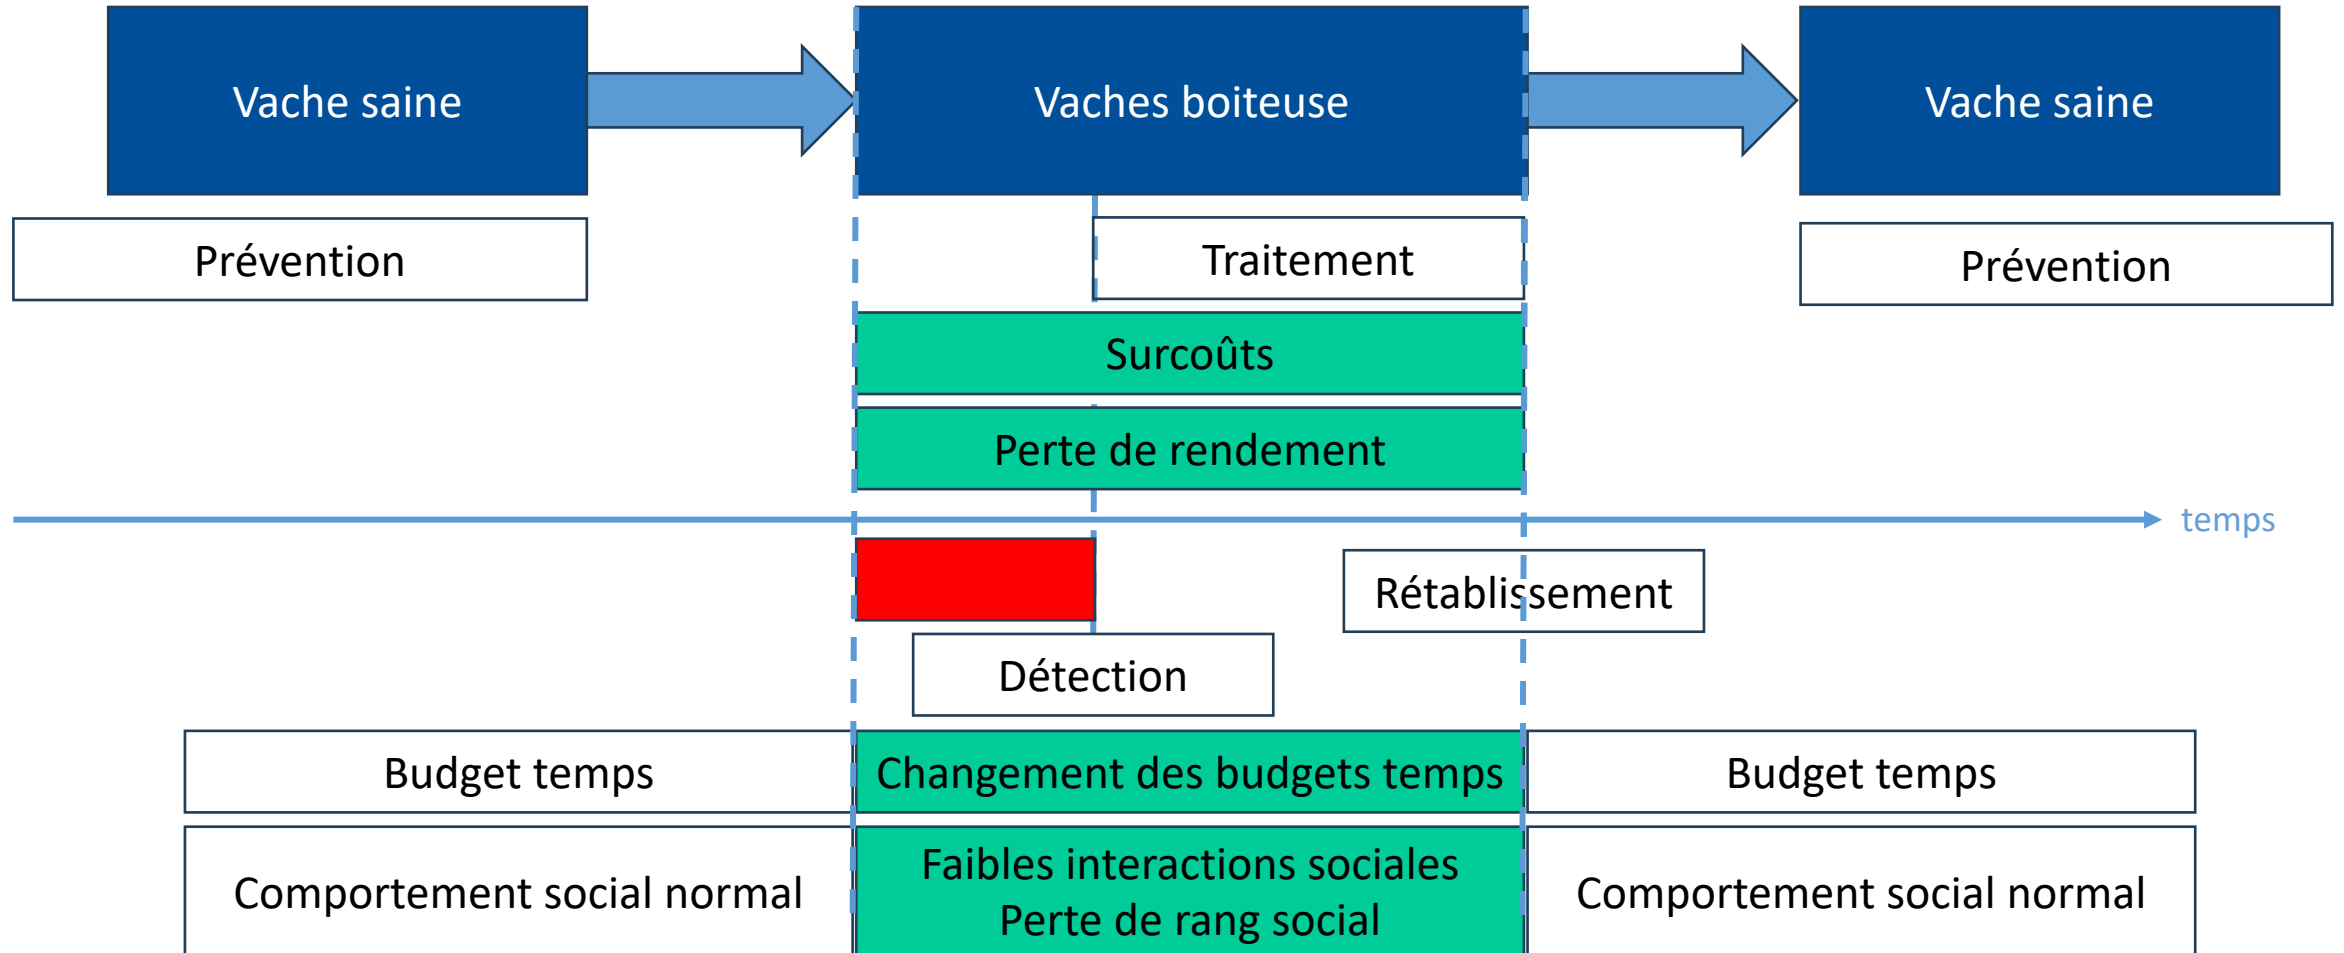 Vache saine
Vaches boiteuse
Vache saine
Prévention
Traitement
Prévention
Surcoûts
Perte de rendement
temps
Rétablissement
Détection
Budget temps
Changement des budgets temps
Budget temps
Comportement social normal
Faibles interactions sociales
Perte de rang social
Comportement social normal